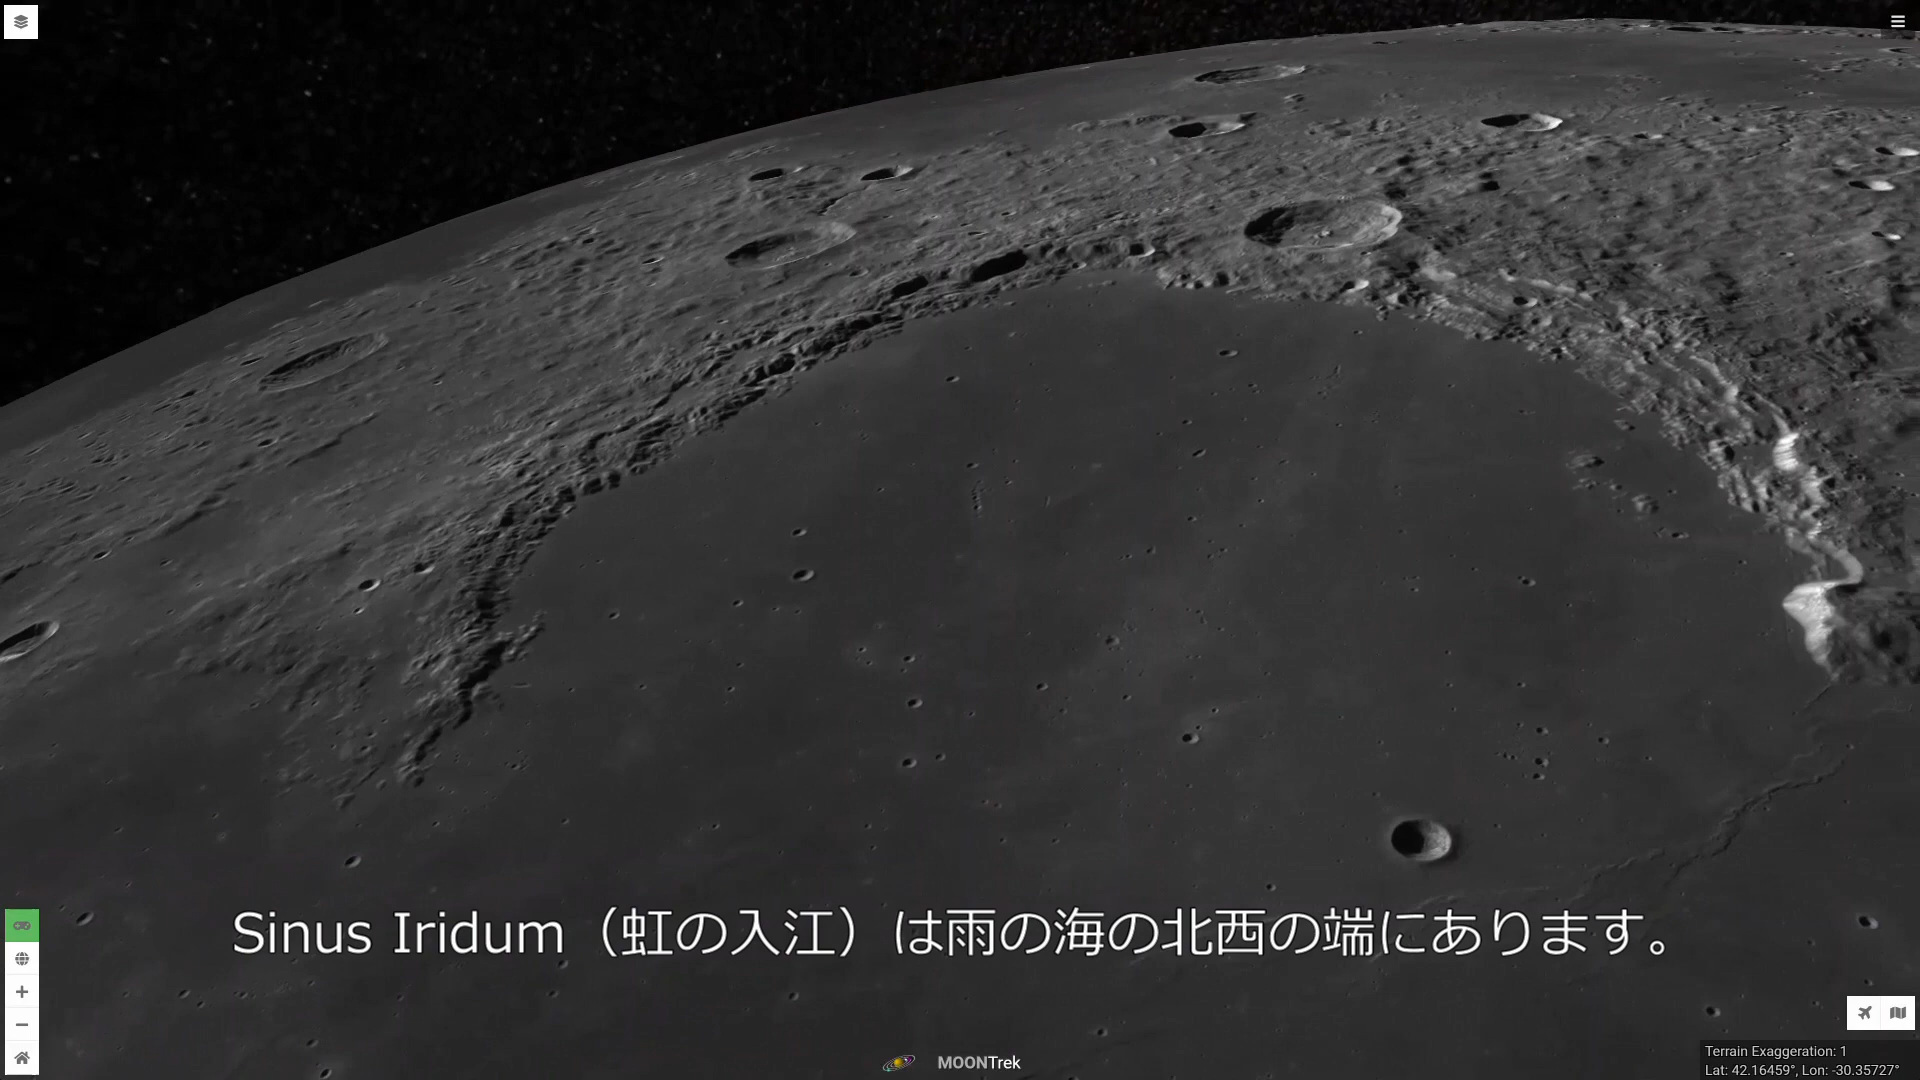 Sinus Iridum（虹の入江）は雨の海の北西の端にあります。
MOONTrek
Terrain Exaggeration: 1
Lat: 42.16459°, Lon: -30.35727°